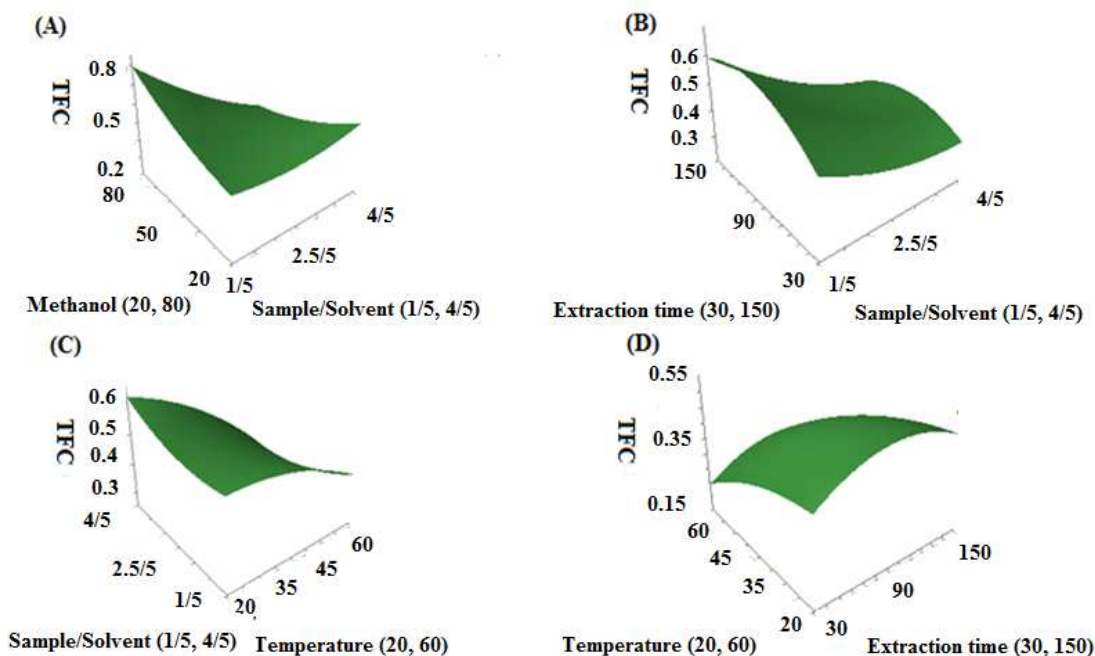 (A)
0.8
0.5
0.2
TFC
80
50
20
1/5
2.5/5
4/5
Methanol (20, 80)
Sample/Solvent (1/5, 4/5)
(B)
0.6
0.5
0.4
0.3
TFC
150
90
30
1/5
2.5/5
4/5
Extraction time (30, 150)
Sample/Solvent (1/5, 4/5)
(C)
0.6
0.5
0.4
0.3
TFC
4/5
2.5/5
1/5
20
35
45
60
Sample/Solvent (1/5, 4/5)
Temperature (20, 60)
(D)
0.55
0.35
0.15
TFC
60
45
35
20
30
90
150
Temperature (20, 60)
Extraction time (30, 150)